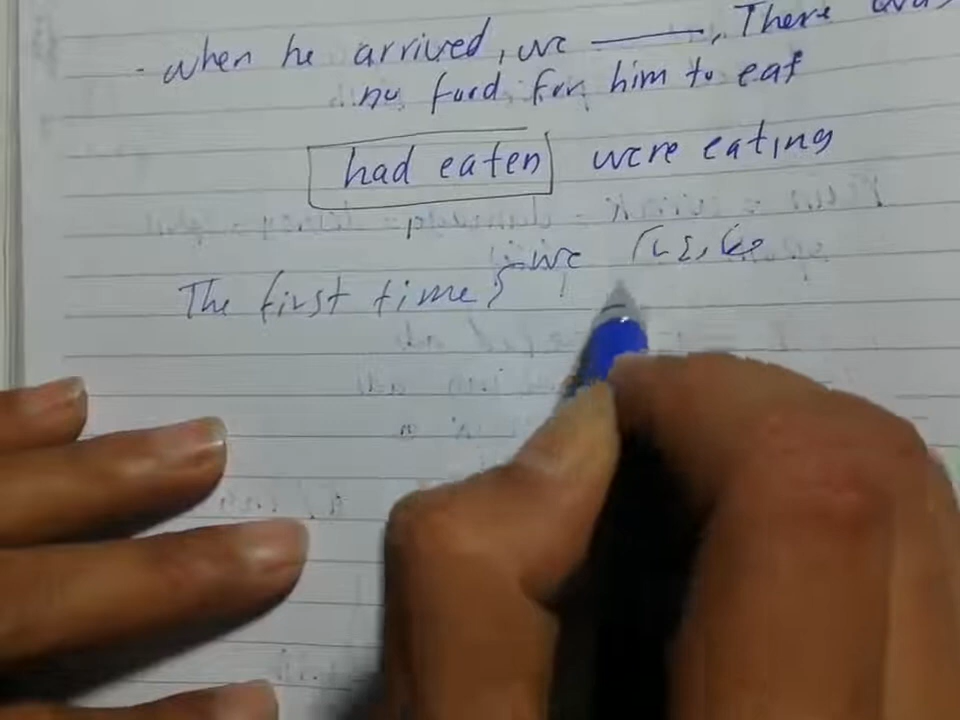 - when he arrived, we ———, There was
no food for him to eat
had eaten were eating
we
The first time